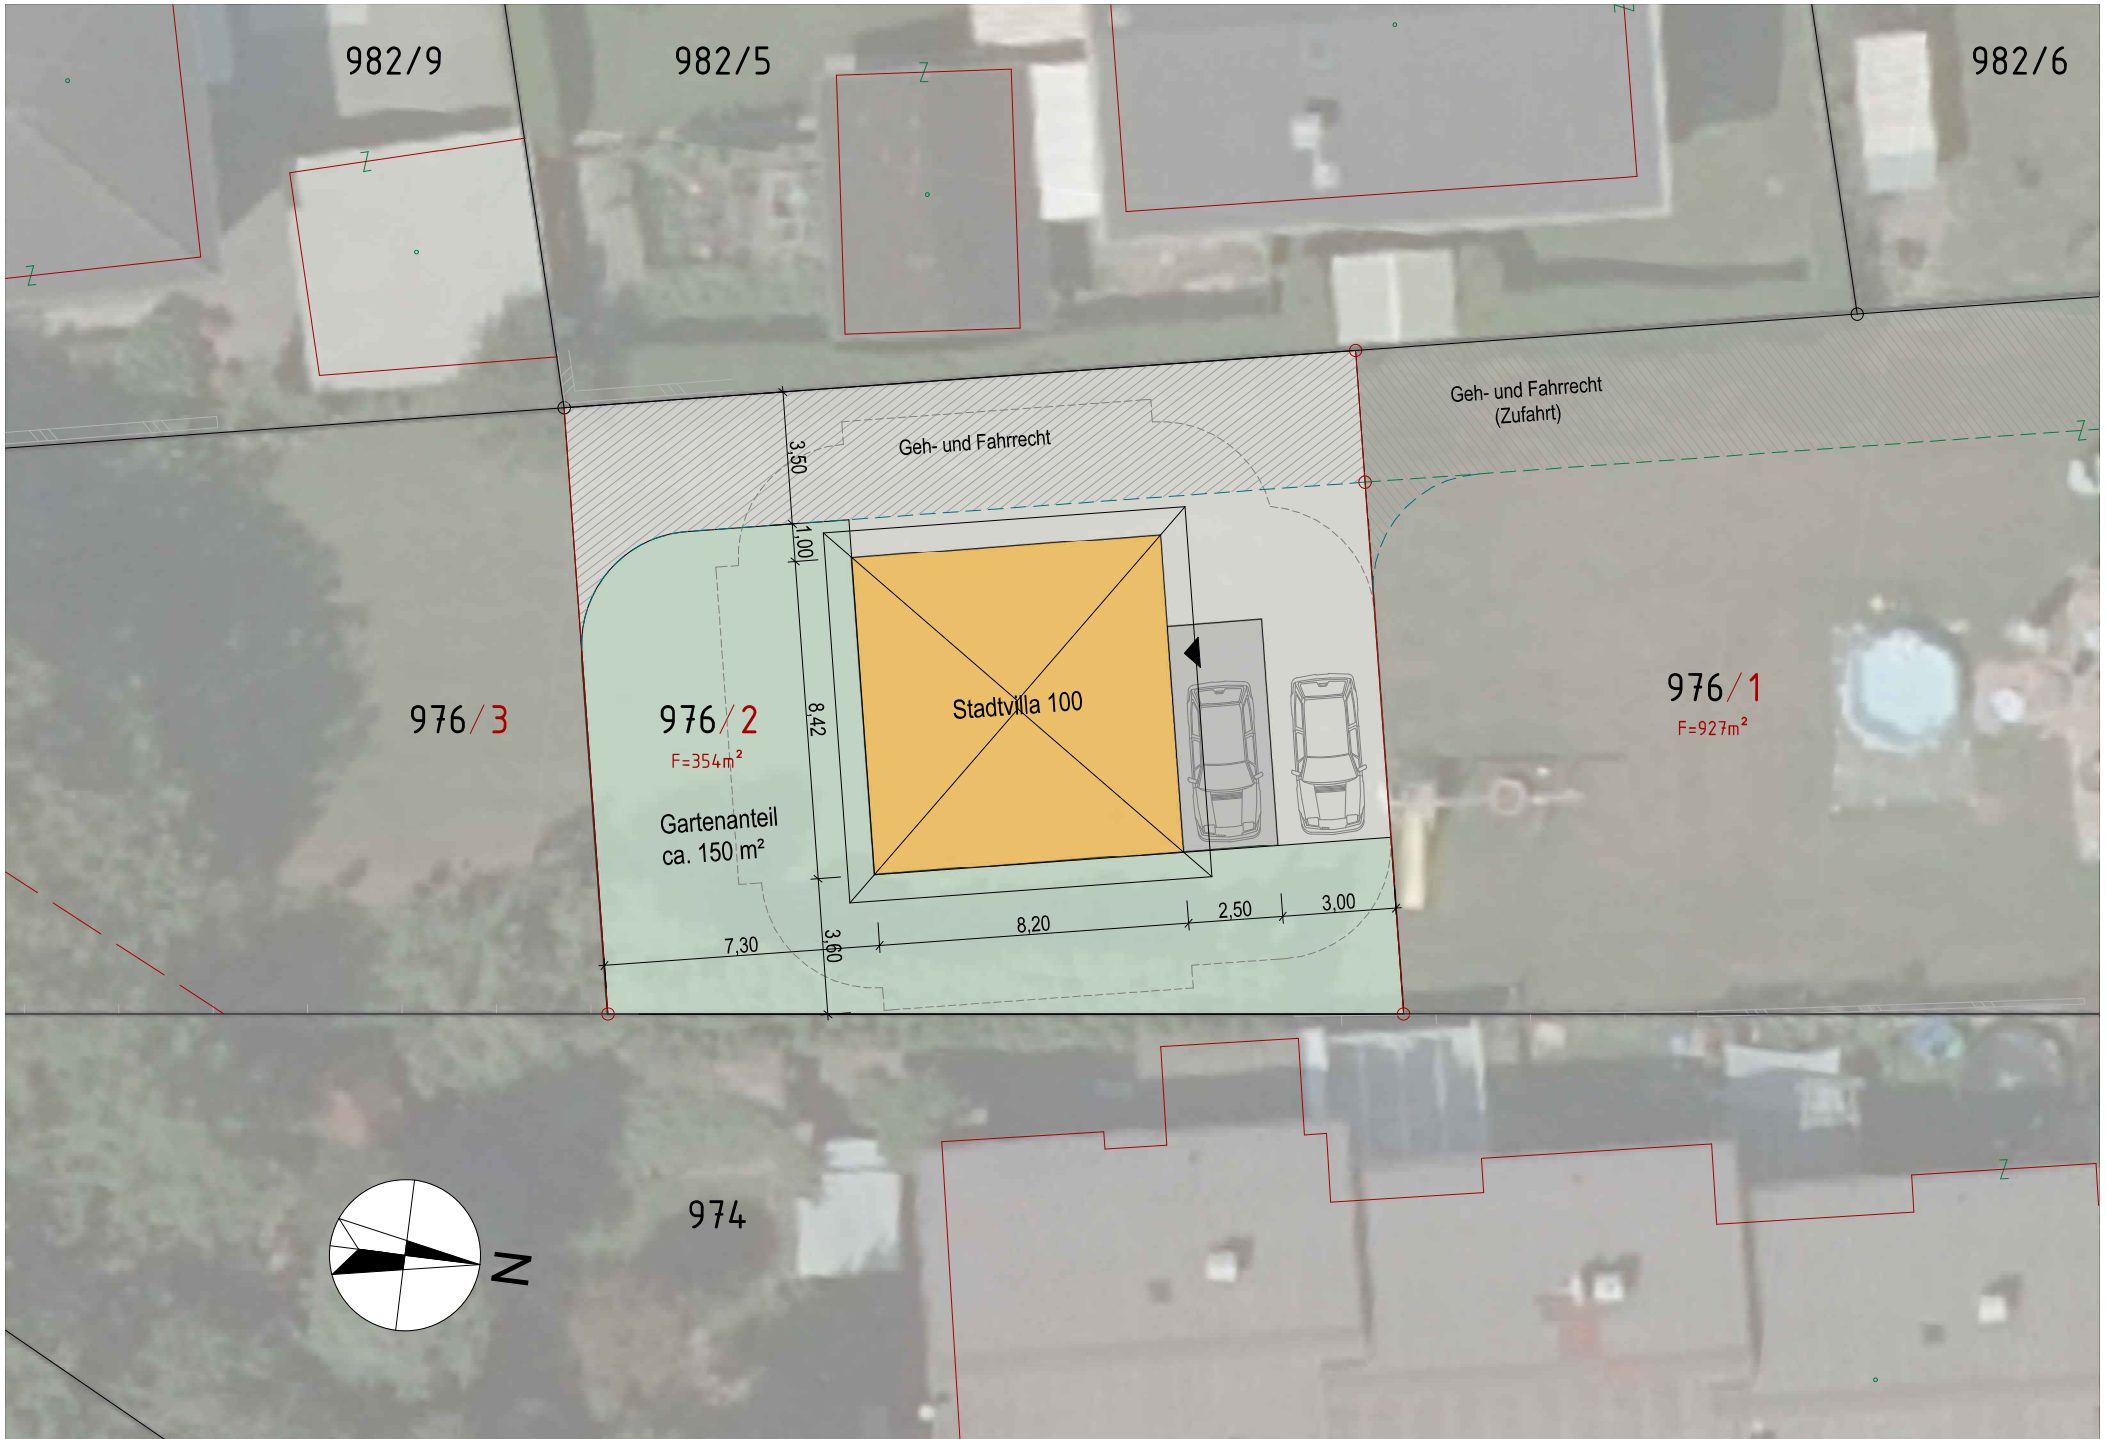 982/9
982/5
982/6
Z
Z
Z
Z
Geh- und Fahrrecht
(Zufahrt)
Z
Geh- und Fahrrecht
3,50
1,00
976/3
976/2
F=354m²
8,42
Stadtvilla 100
976/1
F=927m²
Gartenanteil
ca. 150 m²
7,30
3,60
8,20
2,50
3,00
974
N
Z